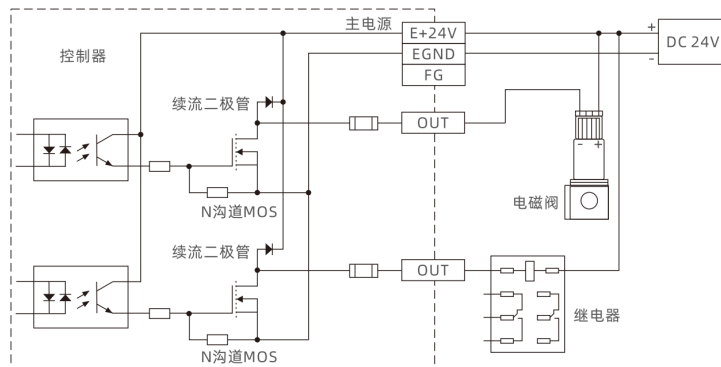 主电源
E+24V
+
DC 24V
控制器
EGND
-
FG
续流二极管
OUT
- +
电磁阀
N沟道MOS
续流二极管
OUT
继电器
N沟道MOS